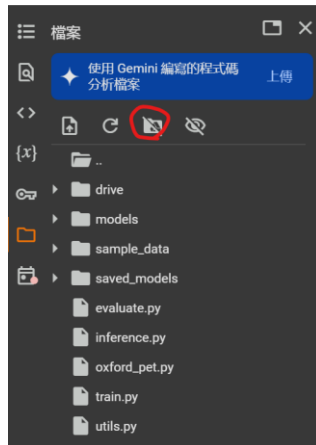 檔案
使用 Gemini 編寫的程式碼
分析檔案
上傳
{x}
..
drive
models
sample_data
saved_models
evaluate.py
inference.py
oxford_pet.py
train.py
utils.py